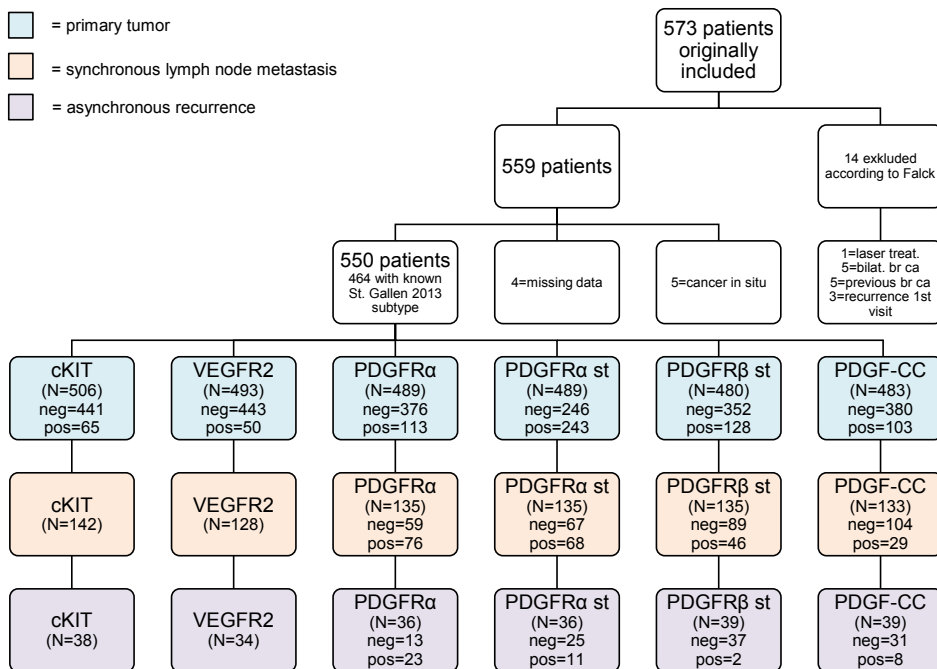 = primary tumor
= synchronous lymph node metastasis
= asynchronous recurrence
573 patients
originally
included
559 patients
14 exkluded
according to Falck
550 patients
464 with known
St. Gallen 2013
subtype
4=missing data
5=cancer in situ
1=laser treat.
5=bilat. br ca
5=previous br ca
3=recurrence 1st
visit
cKIT
(N=506)
neg=441
pos=65
VEGFR2
(N=493)
neg=443
pos=50
PDGFRα
(N=489)
neg=376
pos=113
PDGFRα st
(N=489)
neg=246
pos=243
PDGFRβ st
(N=480)
neg=352
pos=128
PDGF-CC
(N=483)
neg=380
pos=103
cKIT
(N=142)
VEGFR2
(N=128)
PDGFRα
(N=135)
neg=59
pos=76
PDGFRα st
(N=135)
neg=67
pos=68
PDGFRβ st
(N=135)
neg=89
pos=46
PDGF-CC
(N=133)
neg=104
pos=29
cKIT
(N=38)
VEGFR2
(N=34)
PDGFRα
(N=36)
neg=13
pos=23
PDGFRα st
(N=36)
neg=25
pos=11
PDGFRβ st
(N=39)
neg=37
pos=2
PDGF-CC
(N=39)
neg=31
pos=8